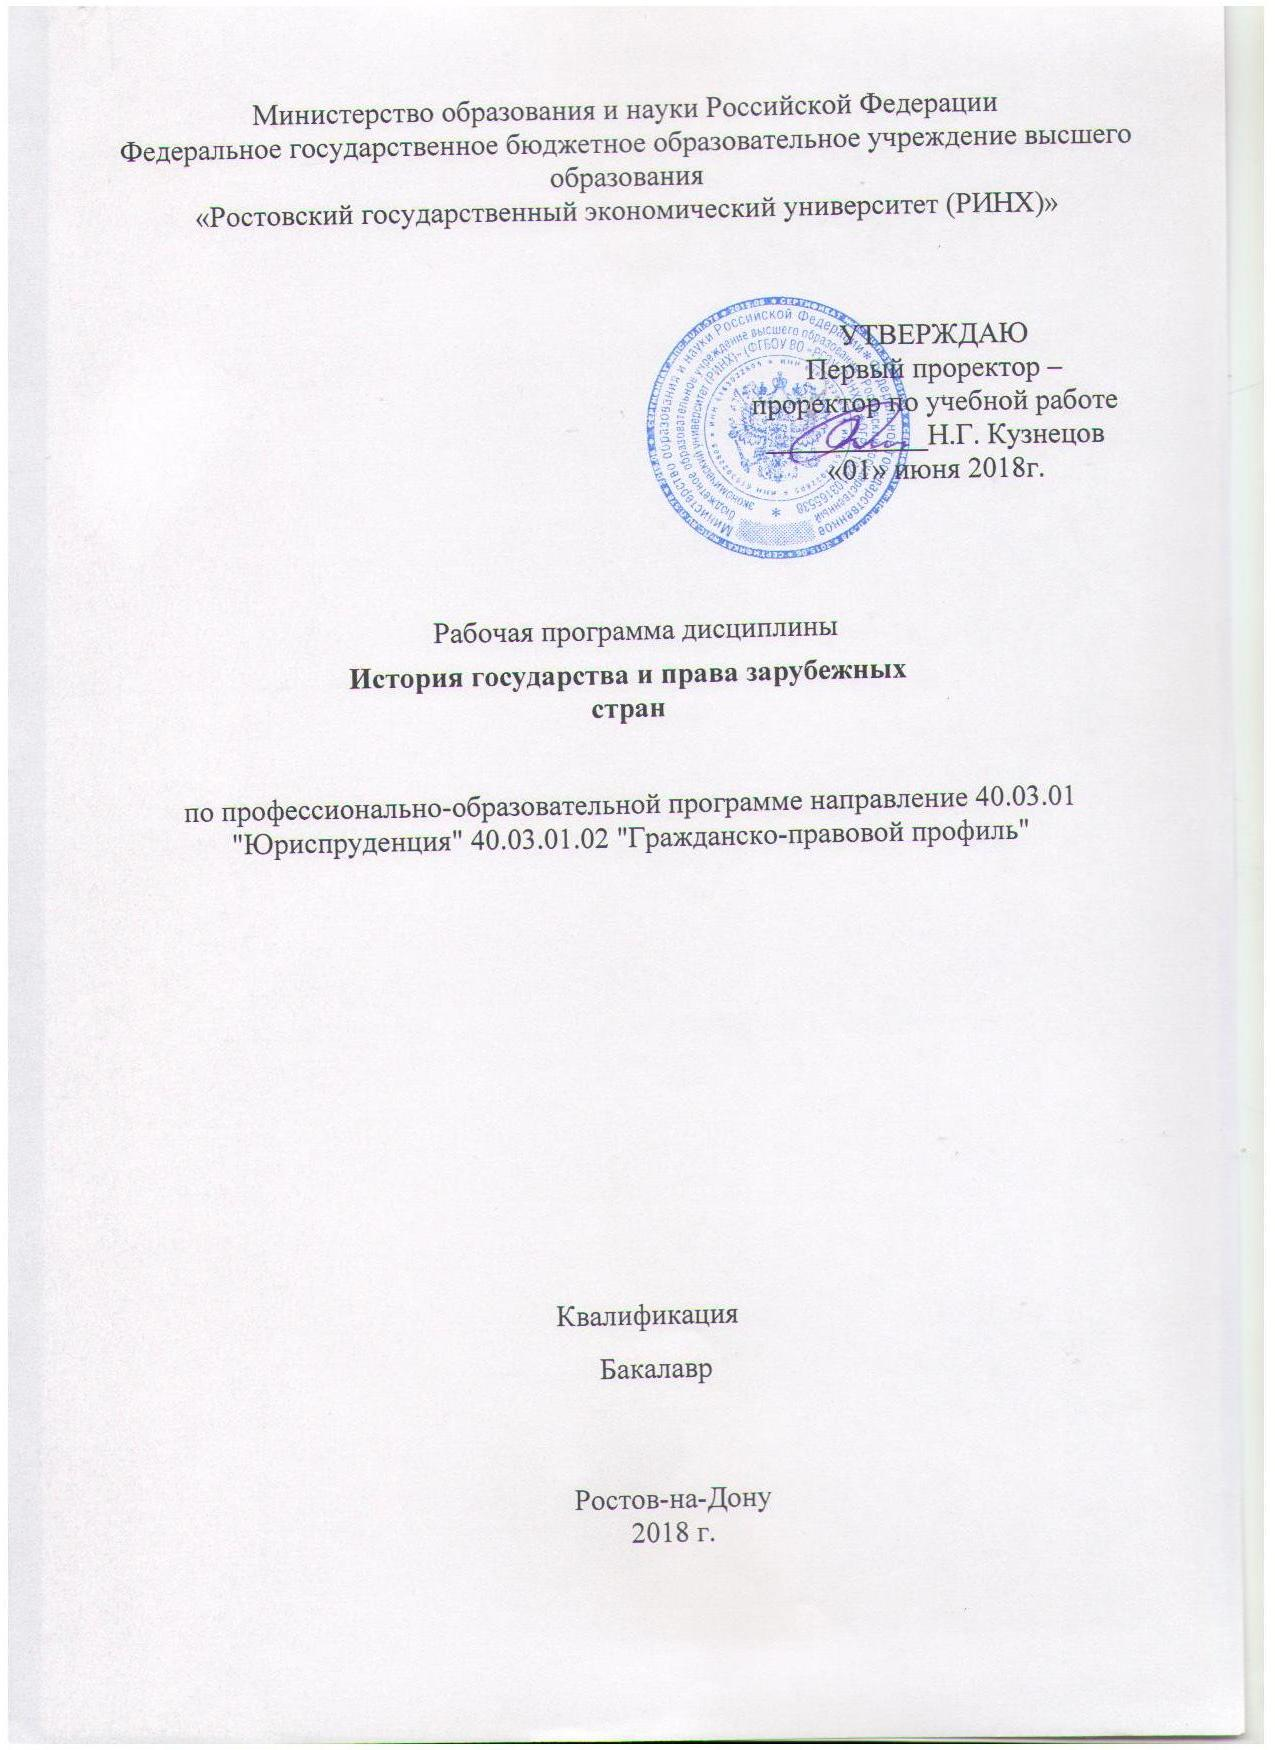 Министерство образования и науки Российской Федерации
Федеральное государственное бюджетное образовательное учреждение высшего
образования
«Ростовский государственный экономический университет (РИНХ)»
УТВЕРЖДАЮ
Первый проректор –
проректор по учебной работе
Н.Г. Кузнецов
«01» июня 2018г.
Рабочая программа дисциплины
История государства и права зарубежных
стран
по профессионально-образовательной программе направление 40.03.01
"Юриспруденция" 40.03.01.02 "Гражданско-правовой профиль"
Квалификация
Бакалавр
Ростов-на-Дону
2018 г.